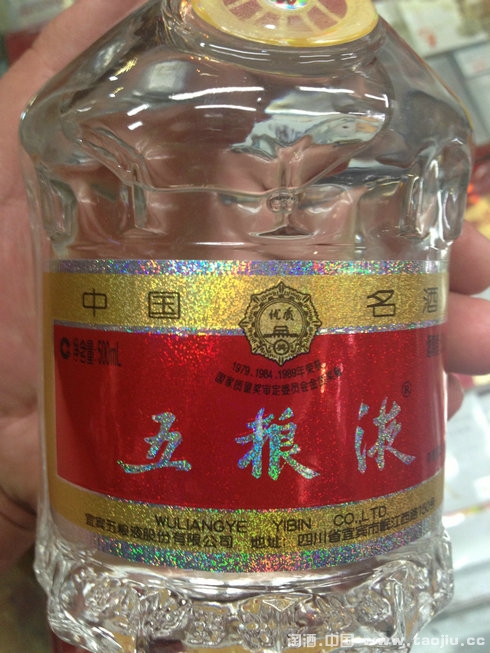 中国 名酒
优质
净含量:500mL
1979.1984.1989年荣获
国家质量奖审定委员会金
五粮液®
WULIANGYE YIBIN CO.,LTD
宜宾五粮液股份有限公司 地址:四川省宜宾市岷江西路150号
淘酒.中国 www.taojiu.cc